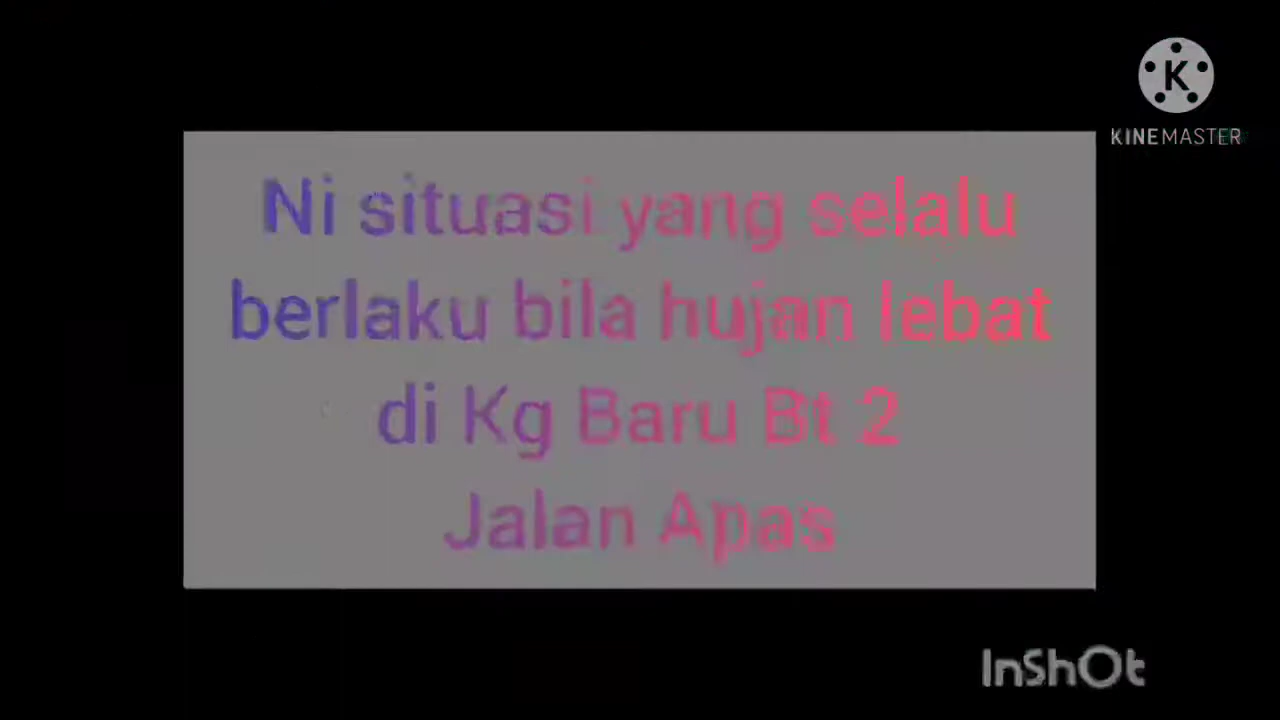 KINEMASTER
Ni situasi yang selalu
berlaku bila hujan lebat
di Kg Baru Bt 2
Jalan Apas
InShOt